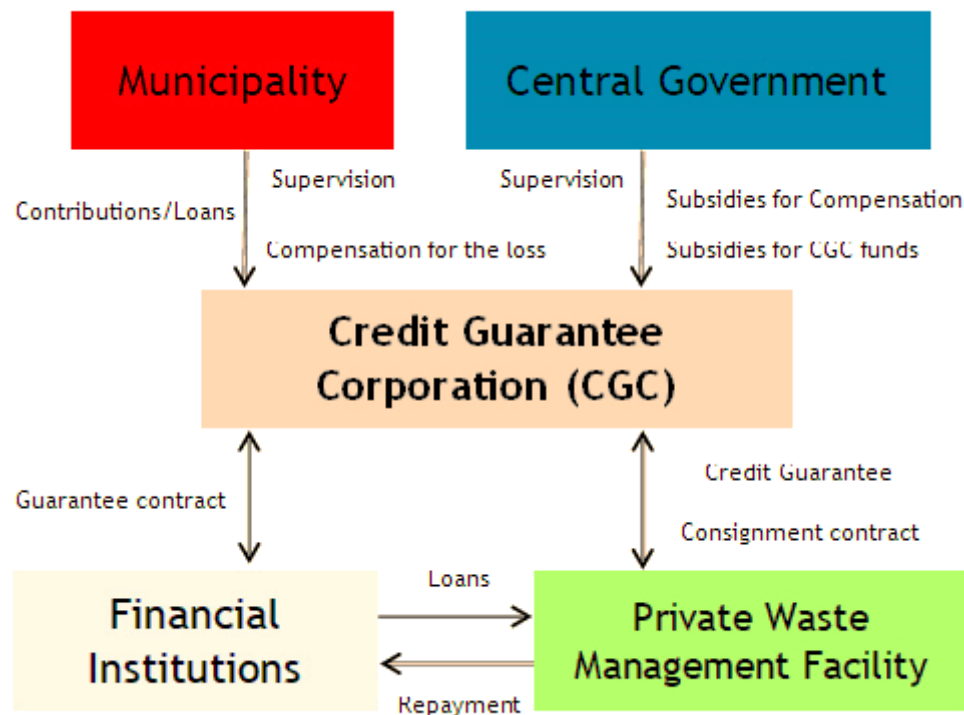 Municipality
Central Government
Supervision
Contributions/Loans
Compensation for the loss
Supervision
Subsidies for Compensation
Subsidies for CGC funds
Credit Guarantee
Corporation (CGC)
Guarantee contract
Credit Guarantee
Consignment contract
Financial
Institutions
Loans
Repayment
Private Waste
Management Facility